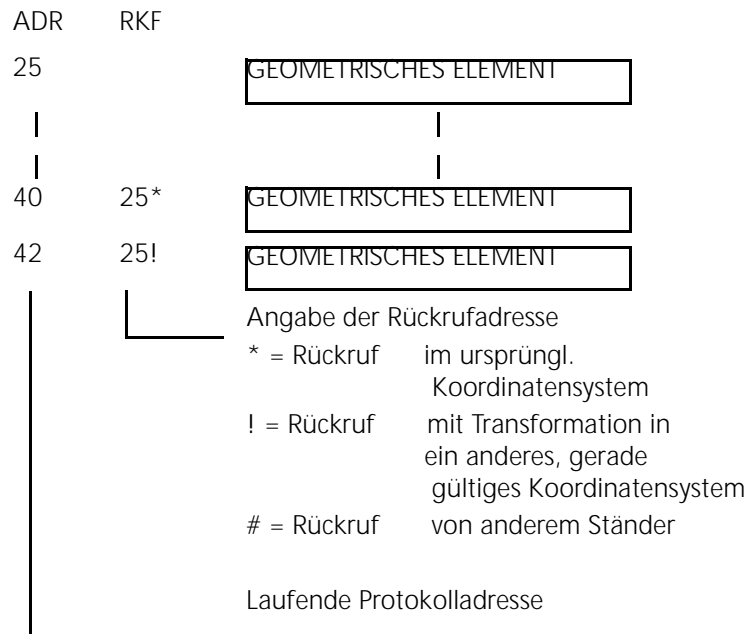 ADR RKF
25 GEOMETRISCHES ELEMENT
40 25* GEOMETRISCHES ELEMENT
42 25! GEOMETRISCHES ELEMENT
Angabe der Rückrufadresse
* = Rückruf im ursprüngl.
Koordinatensystem
! = Rückruf mit Transformation in
ein anderes, gerade
gültiges Koordinatensystem
# = Rückruf von anderem Ständer
Laufende Protokolladresse